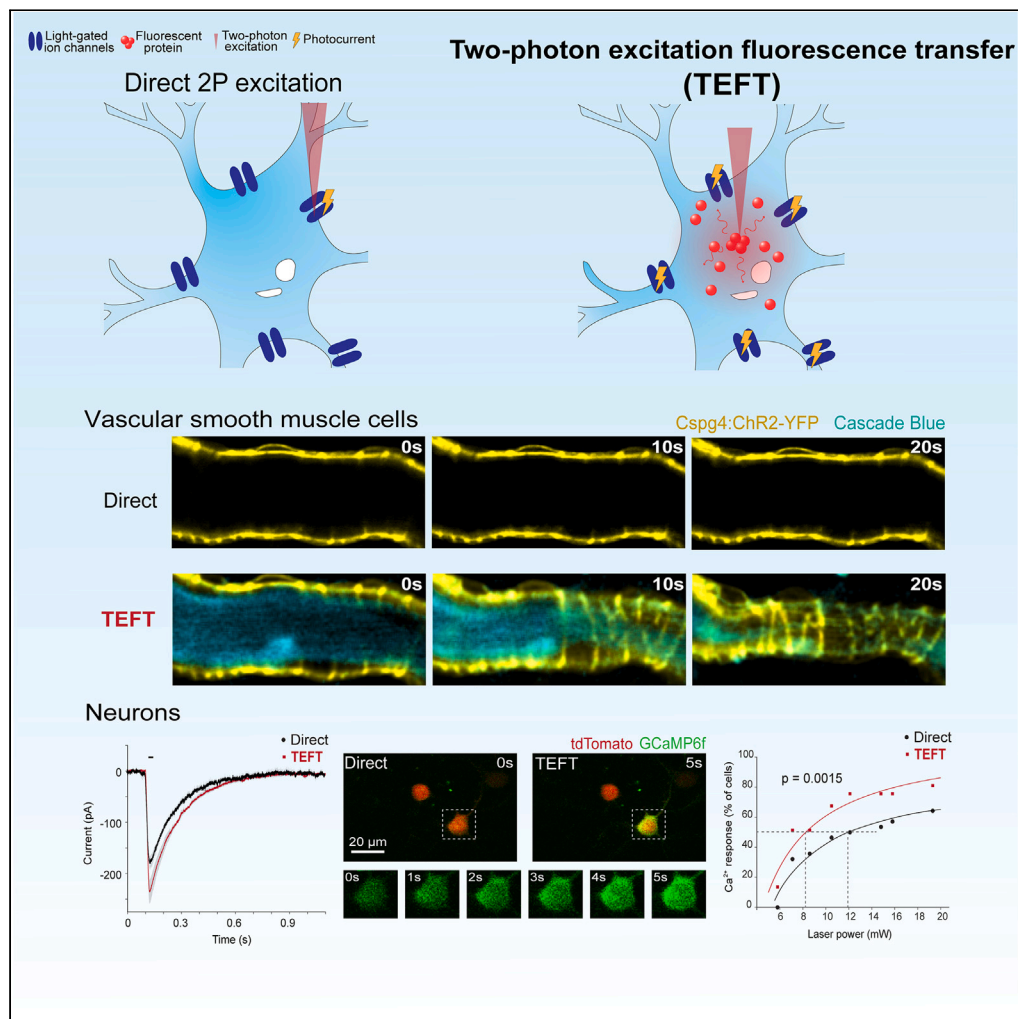 Light-gated ion channels
Fluorescent protein
Two-photon excitation
Photocurrent
Two-photon excitation fluorescence transfer
(TEFT)
Direct 2P excitation
Vascular smooth muscle cells
Cspg4:ChR2-YFP Cascade Blue
Direct
0s
10s
20s
TEFT
0s
10s
20s
Neurons
Direct
TEFT
0
-100
-200
Current (pA)
0
0.3
0.6
0.9
Time (s)
tdTomato GCaMP6f
Direct
0s
TEFT
5s
20 µm
0s
1s
2s
3s
4s
5s
Direct
TEFT
p = 0.0015
100
80
60
40
20
0
Ca²⁺ response (% of cells)
4 6 8 10 12 14 16 18 20
Laser power (mW)